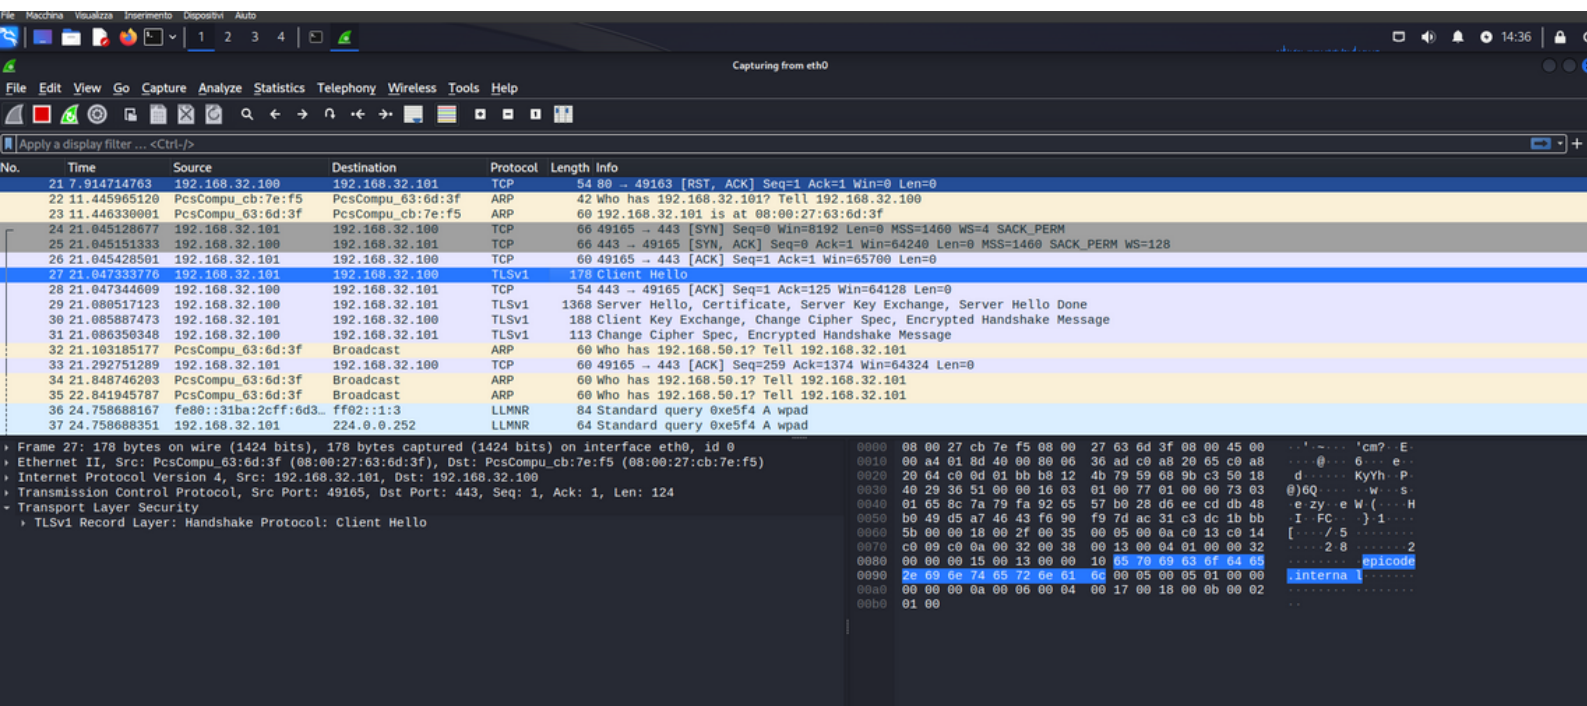 File Macchina Visualizza Inserimento Dispositivi Aiuto
1 2 3 4 14:36
Capturing from eth0
File Edit View Go Capture Analyze Statistics Telephony Wireless Tools Help
Apply a display filter ... <Ctrl-/>
No. Time Source Destination Protocol Length Info
21 7.914714763 192.168.32.100 192.168.32.101 TCP 54 80 → 49163 [RST, ACK] Seq=1 Ack=1 Win=0 Len=0
22 11.445965120 PcsCompu_cb:7e:f5 PcsCompu_63:6d:3f ARP 42 Who has 192.168.32.101? Tell 192.168.32.100
23 11.446330001 PcsCompu_63:6d:3f PcsCompu_cb:7e:f5 ARP 60 192.168.32.101 is at 08:00:27:63:6d:3f
24 21.045128677 192.168.32.101 192.168.32.100 TCP 66 49165 → 443 [SYN] Seq=0 Win=8192 Len=0 MSS=1460 WS=4 SACK_PERM
25 21.045151333 192.168.32.100 192.168.32.101 TCP 66 443 → 49165 [SYN, ACK] Seq=0 Ack=1 Win=64240 Len=0 MSS=1460 SACK_PERM WS=128
26 21.045428501 192.168.32.101 192.168.32.100 TCP 60 49165 → 443 [ACK] Seq=1 Ack=1 Win=65700 Len=0
27 21.047333776 192.168.32.101 192.168.32.100 TLSv1 178 Client Hello
28 21.047344609 192.168.32.100 192.168.32.101 TCP 54 443 → 49165 [ACK] Seq=1 Ack=125 Win=64128 Len=0
29 21.080517123 192.168.32.100 192.168.32.101 TLSv1 1368 Server Hello, Certificate, Server Key Exchange, Server Hello Done
30 21.085887473 192.168.32.101 192.168.32.100 TLSv1 188 Client Key Exchange, Change Cipher Spec, Encrypted Handshake Message
31 21.086350348 192.168.32.100 192.168.32.101 TLSv1 113 Change Cipher Spec, Encrypted Handshake Message
32 21.103185177 PcsCompu_63:6d:3f Broadcast ARP 60 Who has 192.168.50.1? Tell 192.168.32.101
33 21.292751289 192.168.32.101 192.168.32.100 TCP 60 49165 → 443 [ACK] Seq=259 Ack=1374 Win=64324 Len=0
34 21.848746203 PcsCompu_63:6d:3f Broadcast ARP 60 Who has 192.168.50.1? Tell 192.168.32.101
35 22.841945787 PcsCompu_63:6d:3f Broadcast ARP 60 Who has 192.168.50.1? Tell 192.168.32.101
36 24.758688167 fe80::31ba:2cff:6d3… ff02::1:3 LLMNR 84 Standard query 0xe5f4 A wpad
37 24.758688351 192.168.32.101 224.0.0.252 LLMNR 64 Standard query 0xe5f4 A wpad
Frame 27: 178 bytes on wire (1424 bits), 178 bytes captured (1424 bits) on interface eth0, id 0
Ethernet II, Src: PcsCompu_63:6d:3f (08:00:27:63:6d:3f), Dst: PcsCompu_cb:7e:f5 (08:00:27:cb:7e:f5)
Internet Protocol Version 4, Src: 192.168.32.101, Dst: 192.168.32.100
Transmission Control Protocol, Src Port: 49165, Dst Port: 443, Seq: 1, Ack: 1, Len: 124
Transport Layer Security
TLSv1 Record Layer: Handshake Protocol: Client Hello
0000 08 00 27 cb 7e f5 08 00 27 63 6d 3f 08 00 45 00 ··'·~··· 'cm?··E·
0010 00 a4 01 8d 40 00 80 06 36 ad c0 a8 20 65 c0 a8 ····@··· 6··· e··
0020 20 64 c0 0d 01 bb b8 12 4b 79 59 68 9b c3 50 18 d······ KyYh··P·
0030 40 29 36 51 00 00 16 03 01 00 77 01 00 00 73 03 @)6Q···· ··w···s·
0040 01 65 8c 7a 79 fa 92 65 57 b0 28 d6 ee cd db 48 ·e·zy··e W·(····H
0050 b0 49 d5 a7 46 43 f6 90 f9 7d ac 31 c3 dc 1b bb ·I··FC·· ·}·1····
0060 5b 00 00 18 00 2f 00 35 00 05 00 0a c0 13 c0 14 [····/·5 ········
0070 c0 09 c0 0a 00 32 00 38 00 13 00 04 01 00 00 32 ·····2·8 ·······2
0080 00 00 00 15 00 13 00 00 10 65 70 69 63 6f 64 65 ········ ·epicode
0090 2e 69 6e 74 65 72 6e 61 6c 00 05 00 05 01 00 00 .interna l·······
00a0 00 00 00 0a 00 06 00 04 00 17 00 18 00 0b 00 02 ········ ········
00b0 01 00 ··